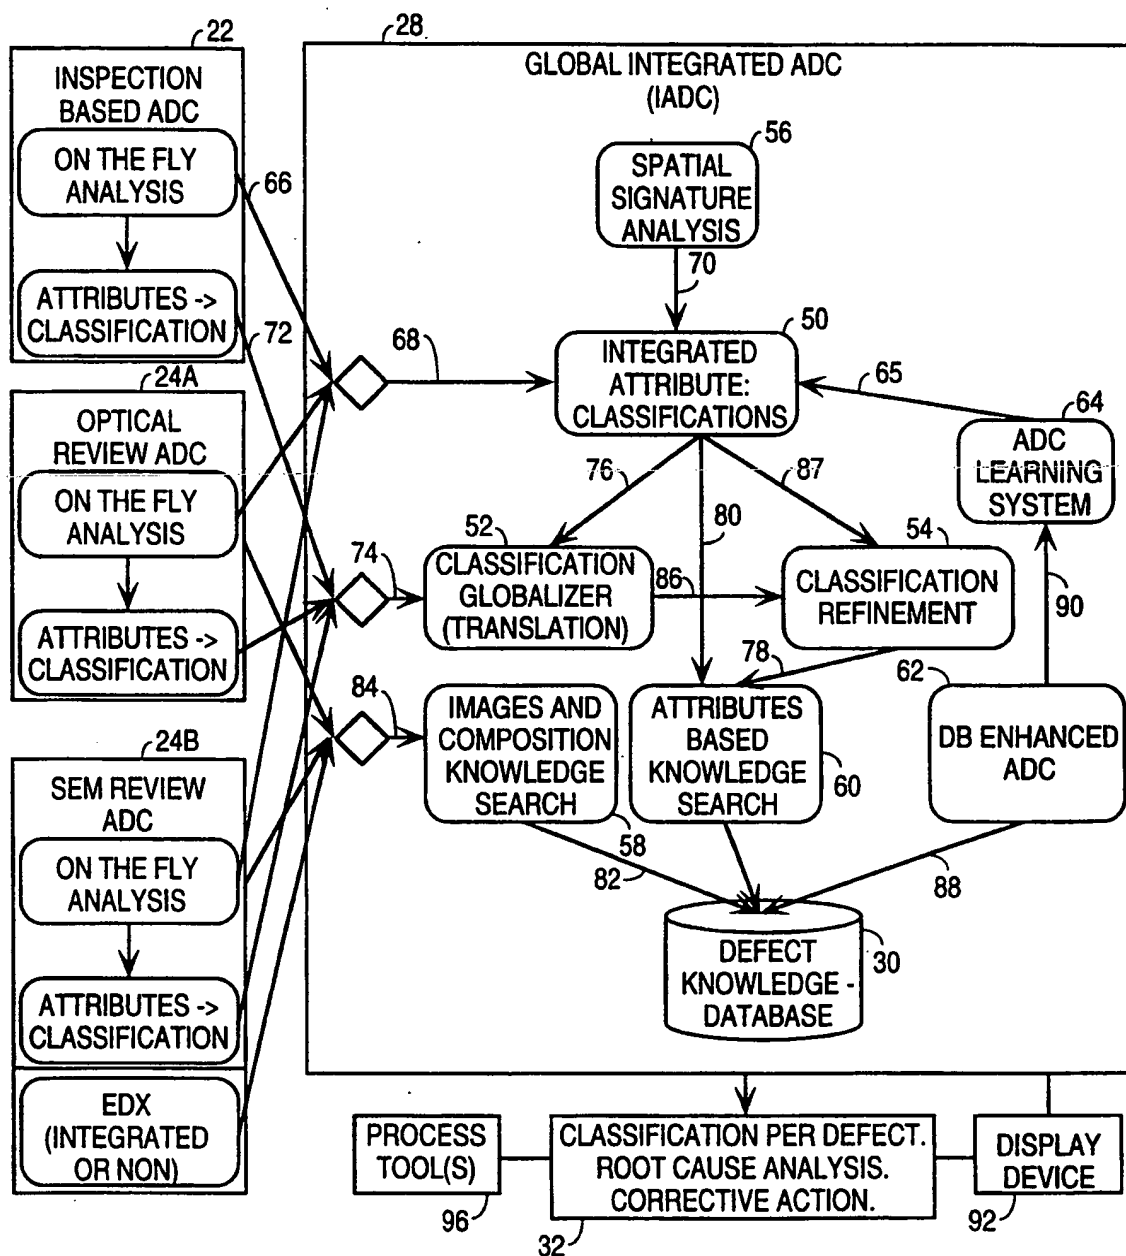 22
INSPECTION
BASED ADC
ON THE FLY
ANALYSIS
ATTRIBUTES ->
CLASSIFICATION
66
72
24A
OPTICAL
REVIEW ADC
ON THE FLY
ANALYSIS
ATTRIBUTES ->
CLASSIFICATION
24B
SEM REVIEW
ADC
ON THE FLY
ANALYSIS
ATTRIBUTES ->
CLASSIFICATION
EDX
(INTEGRATED
OR NON)
28
GLOBAL INTEGRATED ADC
(IADC)
56
SPATIAL
SIGNATURE
ANALYSIS
70
50
68
INTEGRATED
ATTRIBUTE:
CLASSIFICATIONS
65
64
ADC
LEARNING
SYSTEM
76
87
80
52
54
74
CLASSIFICATION
GLOBALIZER
(TRANSLATION)
86
CLASSIFICATION
REFINEMENT
90
78
62
84
IMAGES AND
COMPOSITION
KNOWLEDGE
SEARCH
58
ATTRIBUTES
BASED
KNOWLEDGE
SEARCH
60
DB ENHANCED
ADC
82
88
DEFECT
KNOWLEDGE -
DATABASE
30
PROCESS
TOOL(S)
96
CLASSIFICATION PER DEFECT.
ROOT CAUSE ANALYSIS.
CORRECTIVE ACTION.
32
DISPLAY
DEVICE
92